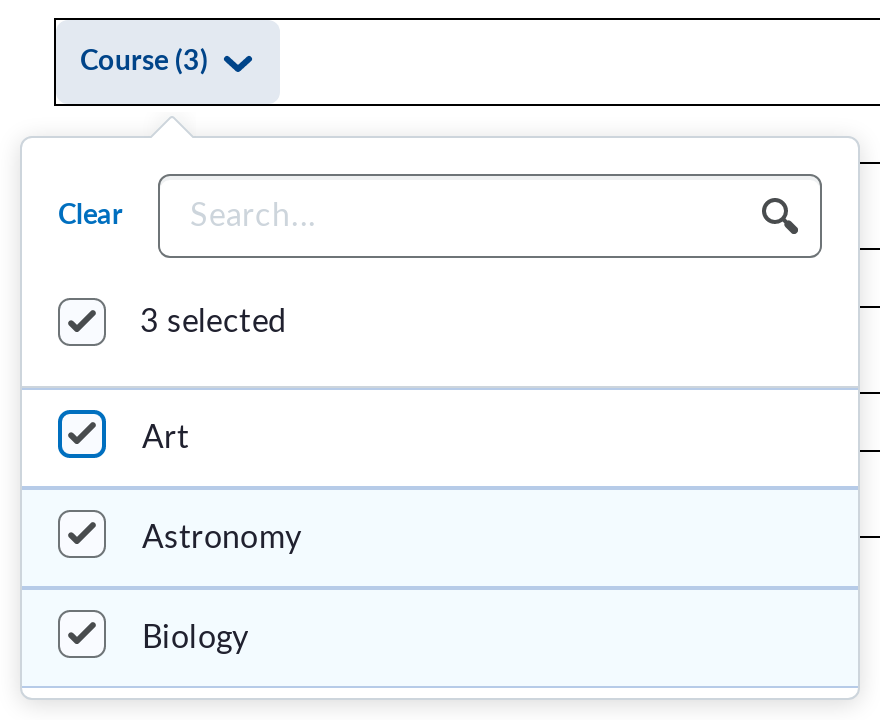 Course (3)
Clear
Search...
3 selected
Art
Astronomy
Biology